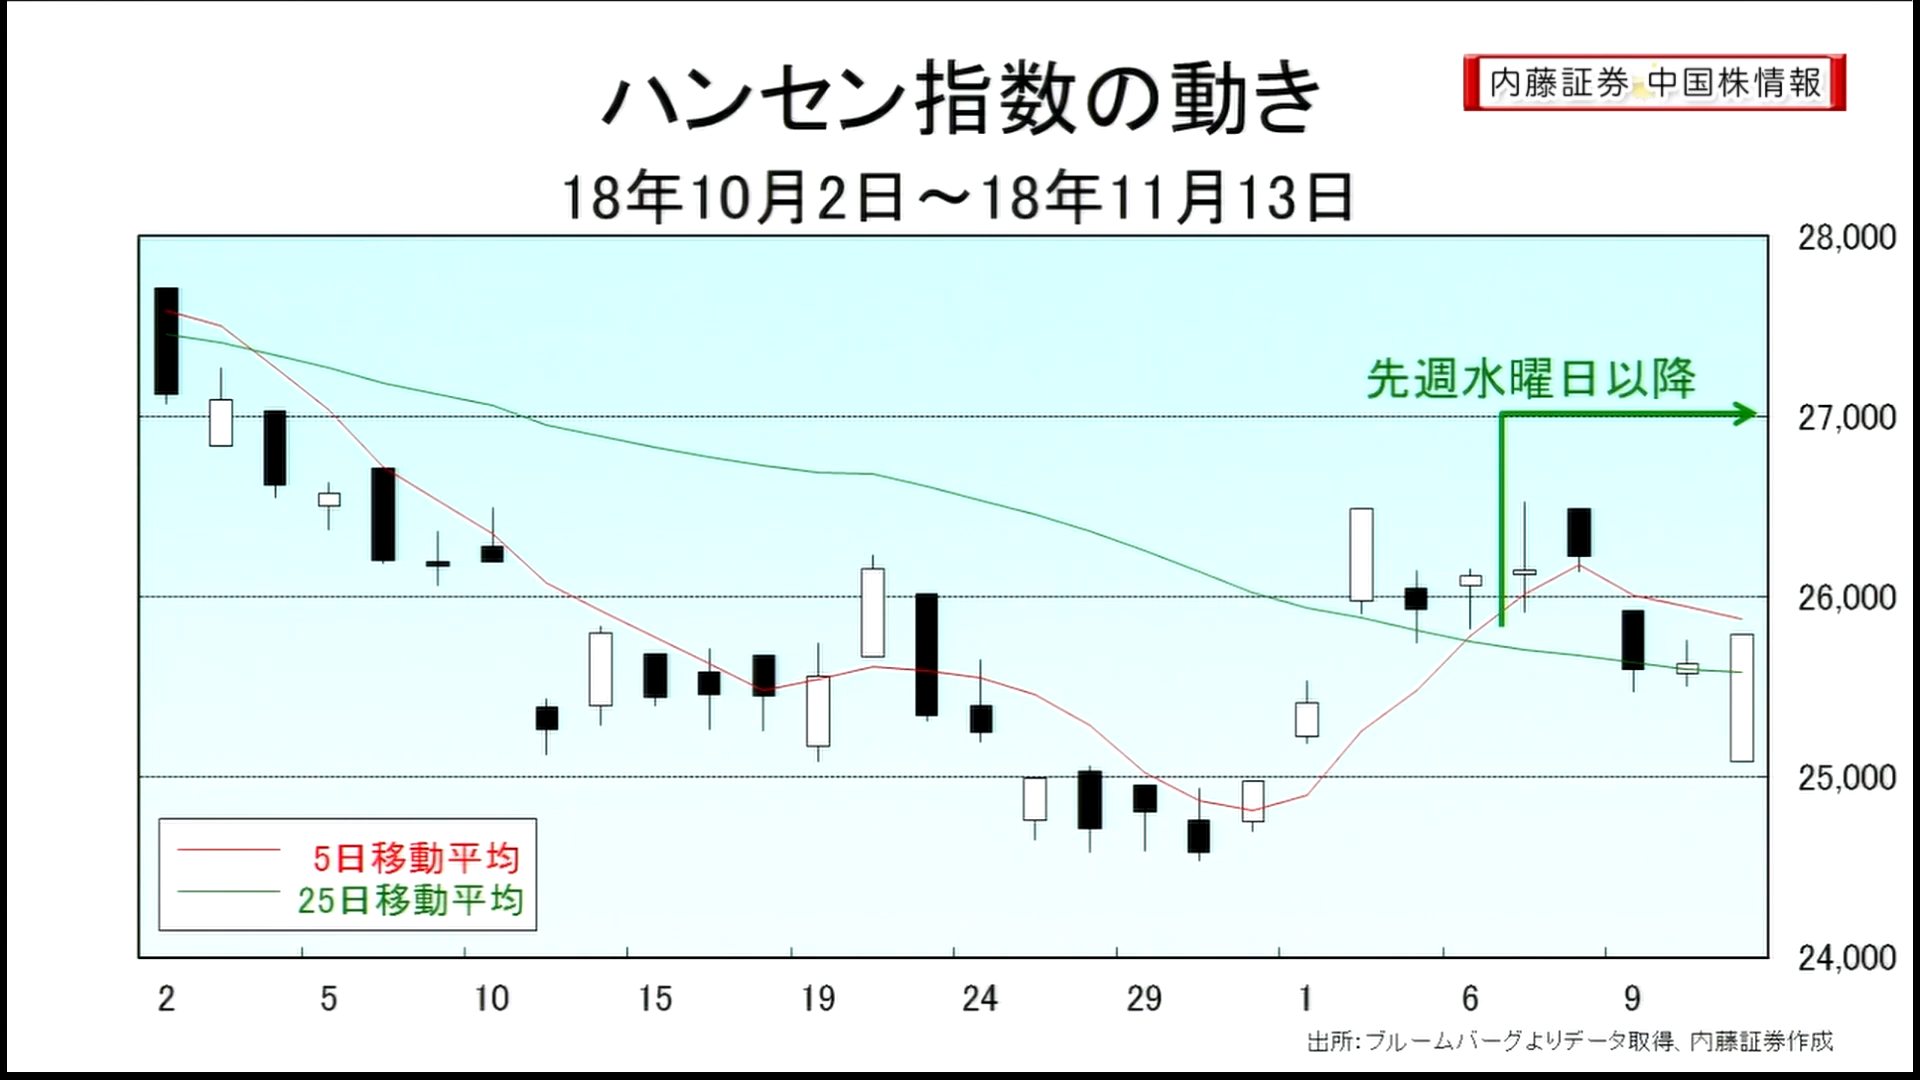 ハンセン指数の動き
内藤証券 中国株情報
18年10月2日～18年11月13日
28,000
先週水曜日以降
27,000
26,000
25,000
5日移動平均
25日移動平均
24,000
2 5 10 15 19 24 29 1 6 9
出所：ブルームバーグよりデータ取得、内藤証券作成